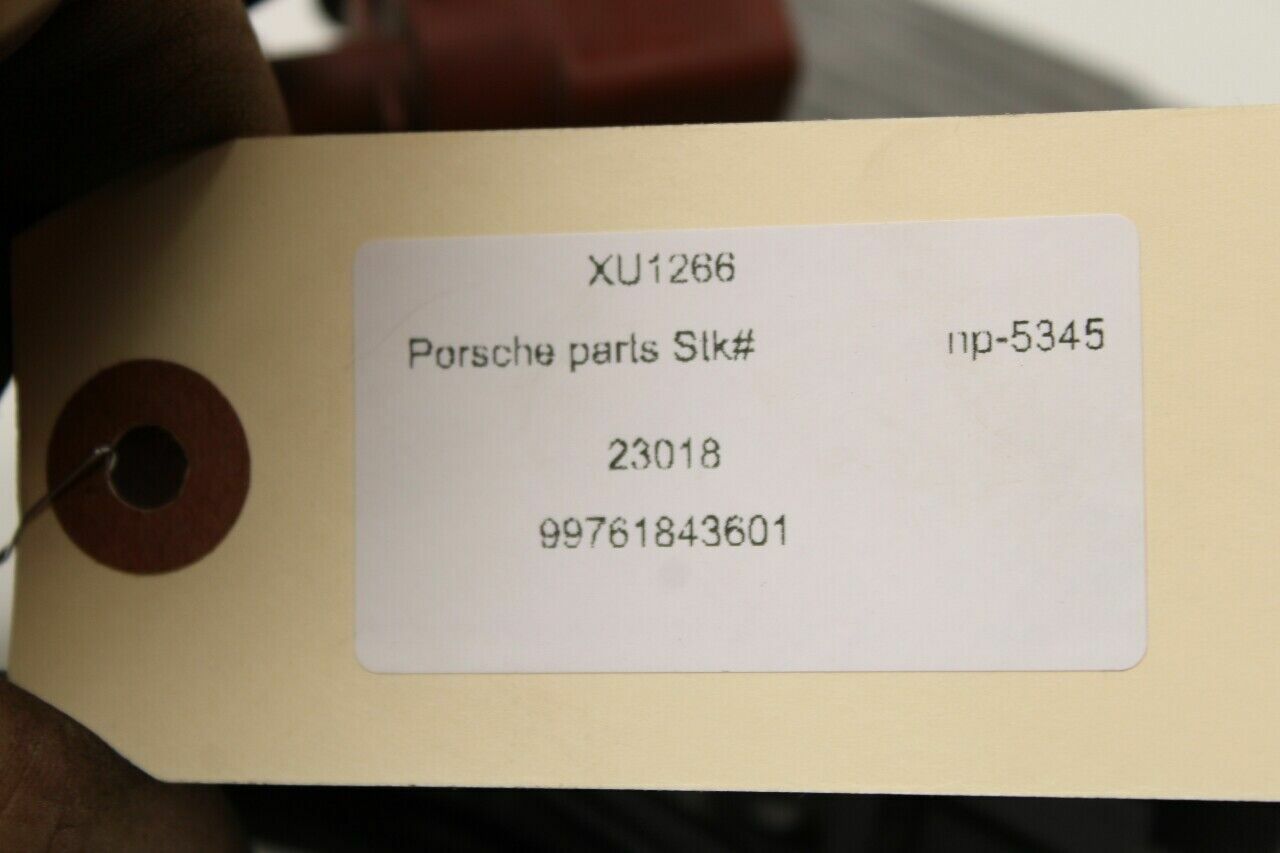 XU1266
Porsche parts Stk# np-5345
23018
99761843601